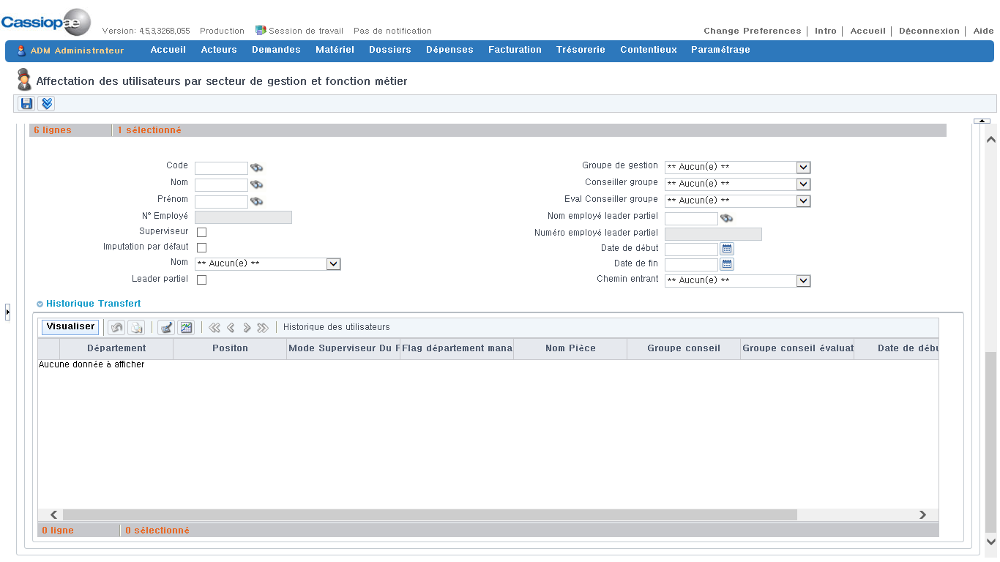 Cassiopae
Version: 4,5,3,326B,055 Production Session de travail Pas de notification
Change Preferences | Intro | Accueil | Déconnexion | Aide
ADM Administrateur Accueil Acteurs Demandes Matériel Dossiers Dépenses Facturation Trésorerie Contentieux Paramétrage
Affectation des utilisateurs par secteur de gestion et fonction métier
6 lignes 1 sélectionné
Code
Nom
Prénom
N° Employé
Superviseur
Imputation par défaut
Nom ** Aucun(e) **
Leader partiel
Groupe de gestion ** Aucun(e) **
Conseiller groupe ** Aucun(e) **
Eval Conseiller groupe ** Aucun(e) **
Nom employé leader partiel
Numéro employé leader partiel
Date de début
Date de fin
Chemin entrant ** Aucun(e) **
Historique Transfert
Visualiser Historique des utilisateurs
Département Positon Mode Superviseur Du F Flag département mana Nom Pièce Groupe conseil Groupe conseil évaluat Date de débu
Aucune donnée à afficher
0 ligne 0 sélectionné